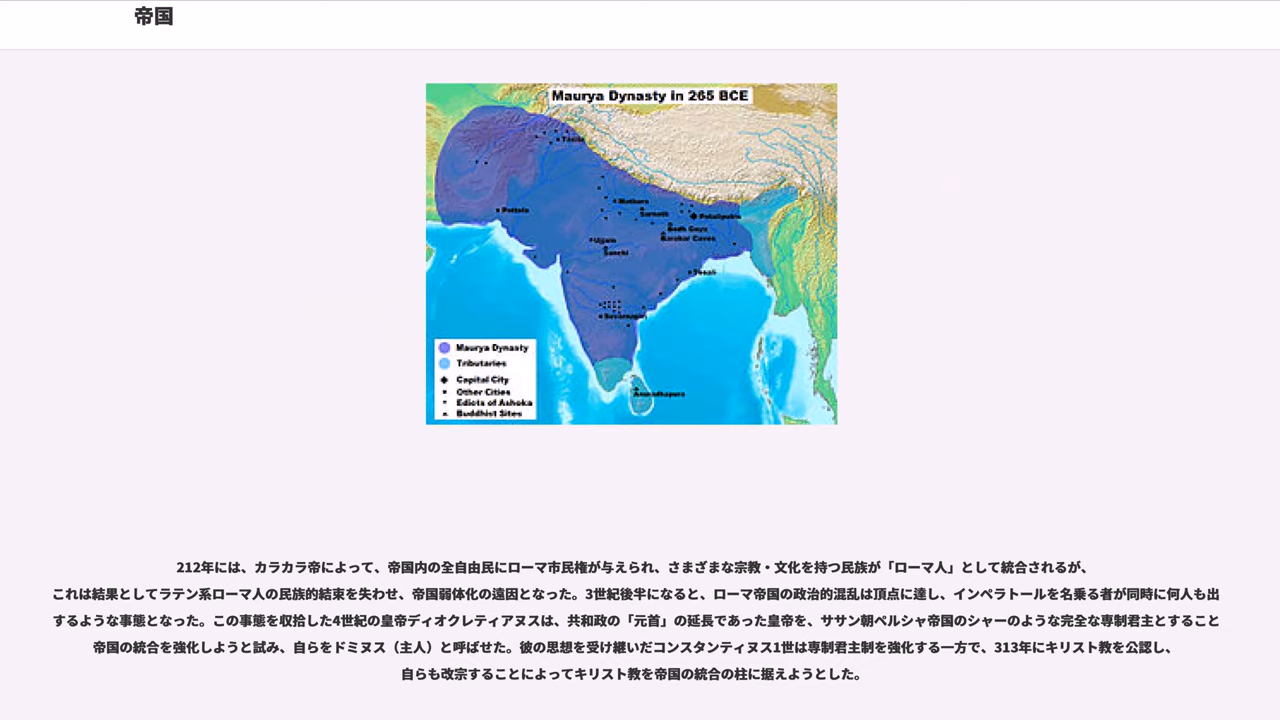 帝国
Maurya Dynasty in 265 BCE
Taxila
Pattala
Mathura
Sarnath
Pataliputra
Bodh Gaya
Barabar Caves
Ujjain
Sanchi
Tosali
Suvarnagiri
Anuradhapura
Maurya Dynasty
Tributaries
Capital City
Other Cities
Edicts of Ashoka
Buddhist Sites
212年には、カラカラ帝によって、帝国内の全自由民にローマ市民権が与えられ、さまざまな宗教・文化を持つ民族が「ローマ人」として統合されるが、
これは結果としてラテン系ローマ人の民族的結束を失わせ、帝国弱体化の遠因となった。3世紀後半になると、ローマ帝国の政治的混乱は頂点に達し、インペラトールを名乗る者が同時に何人も出
するような事態となった。この事態を収拾した4世紀の皇帝ディオクレティアヌスは、共和政の「元首」の延長であった皇帝を、ササン朝ペルシャ帝国のシャーのような完全な専制君主とすること
帝国の統合を強化しようと試み、自らをドミヌス（主人）と呼ばせた。彼の思想を受け継いだコンスタンティヌス1世は専制君主制を強化する一方で、313年にキリスト教を公認し、
自らも改宗することによってキリスト教を帝国の統合の柱に据えようとした。